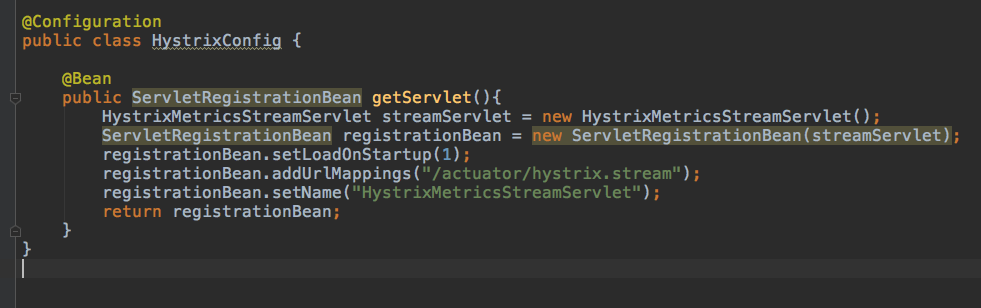 @Configuration
public class HystrixConfig {
@Bean
public ServletRegistrationBean getServlet(){
HystrixMetricsStreamServlet streamServlet = new HystrixMetricsStreamServlet();
ServletRegistrationBean registrationBean = new ServletRegistrationBean(streamServlet);
registrationBean.setLoadOnStartup(1);
registrationBean.addUrlMappings("/actuator/hystrix.stream");
registrationBean.setName("HystrixMetricsStreamServlet");
return registrationBean;
}
}